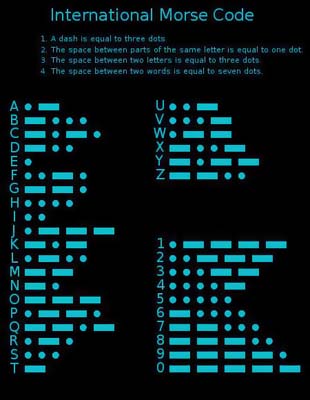 International Morse Code
1. A dash is equal to three dots
2. The space between parts of the same letter is equal to one dot.
3. The space between two letters is equal to three dots.
4 The space between two words is equal to seven dots.
A
B
C
D
E
F
G
H
I
J
K
L
M
N
O
P
Q
R
S
T
U
V
W
X
Y
Z
1
2
3
4
5
6
7
8
9
0